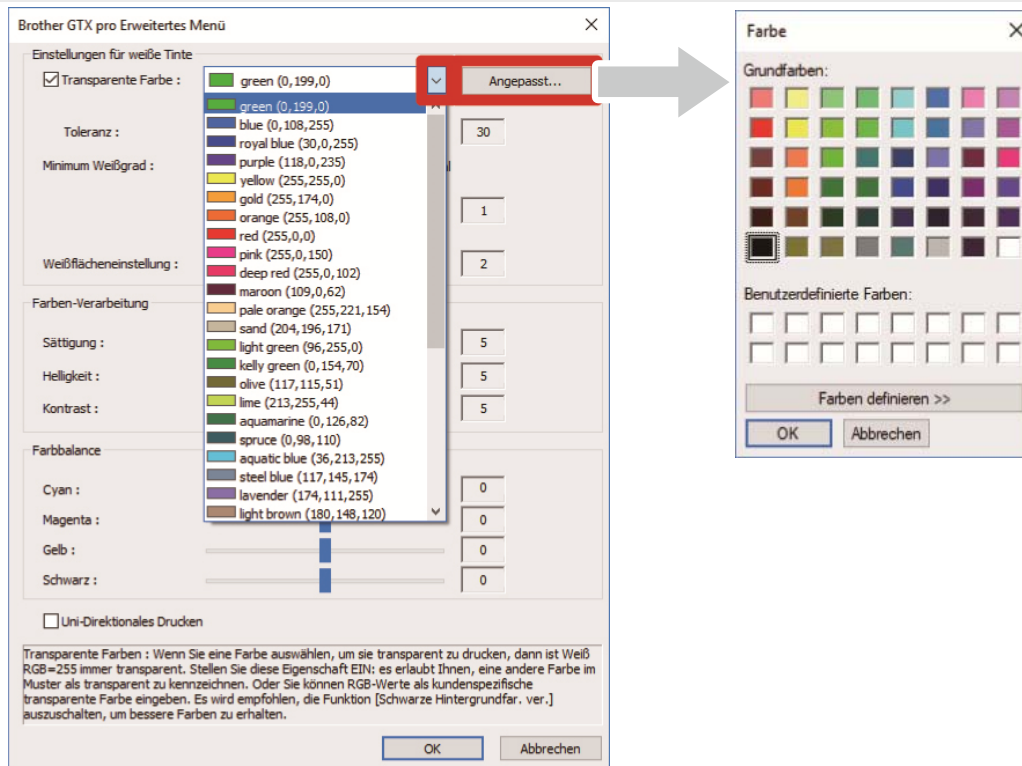 Brother GTX pro Erweitertes Menü
Einstellungen für weiße Tinte
Transparente Farbe :
green (0,199,0)
Angepasst...
green (0,199,0)
blue (0,108,255)
royal blue (30,0,255)
purple (118,0,235)
yellow (255,255,0)
gold (255,174,0)
orange (255,108,0)
red (255,0,0)
pink (255,0,150)
deep red (255,0,102)
maroon (109,0,62)
pale orange (255,221,154)
sand (204,196,171)
light green (96,255,0)
kelly green (0,154,70)
olive (117,115,51)
lime (213,255,44)
aquamarine (0,126,82)
spruce (0,98,110)
aquatic blue (36,213,255)
steel blue (117,145,174)
lavender (174,111,255)
light brown (180,148,120)
Toleranz :
30
Minimum Weißgrad :
1
Weißflächeneinstellung :
2
Farben-Verarbeitung
Sättigung :
5
Helligkeit :
5
Kontrast :
5
Farbbalance
Cyan :
0
Magenta :
0
Gelb :
0
Schwarz :
0
Uni-Direktionales Drucken
Transparente Farben : Wenn Sie eine Farbe auswählen, um sie transparent zu drucken, dann ist Weiß
RGB=255 immer transparent. Stellen Sie diese Eigenschaft EIN: es erlaubt Ihnen, eine andere Farbe im
Muster als transparent zu kennzeichnen. Oder Sie können RGB-Werte als kundenspezifische
transparente Farbe eingeben. Es wird empfohlen, die Funktion [Schwarze Hintergrundfar. ver.]
auszuschalten, um bessere Farben zu erhalten.
OK
Abbrechen
Farbe
Grundfarben:
Benutzerdefinierte Farben:
Farben definieren >>
OK
Abbrechen